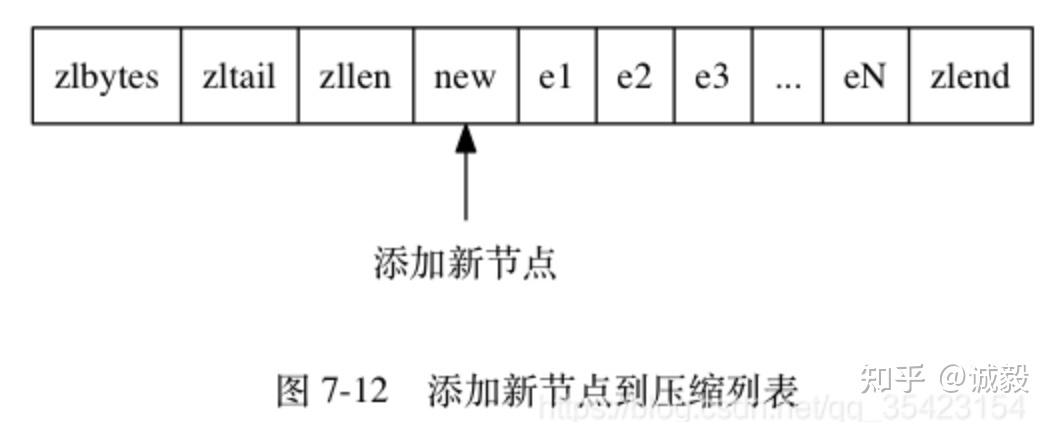 zlbytes zltail zllen new e1 e2 e3 ... eN zlend
添加新节点
图 7-12 添加新节点到压缩列表
知乎 @诚毅
https://blog.csdn.net/qq_35423154